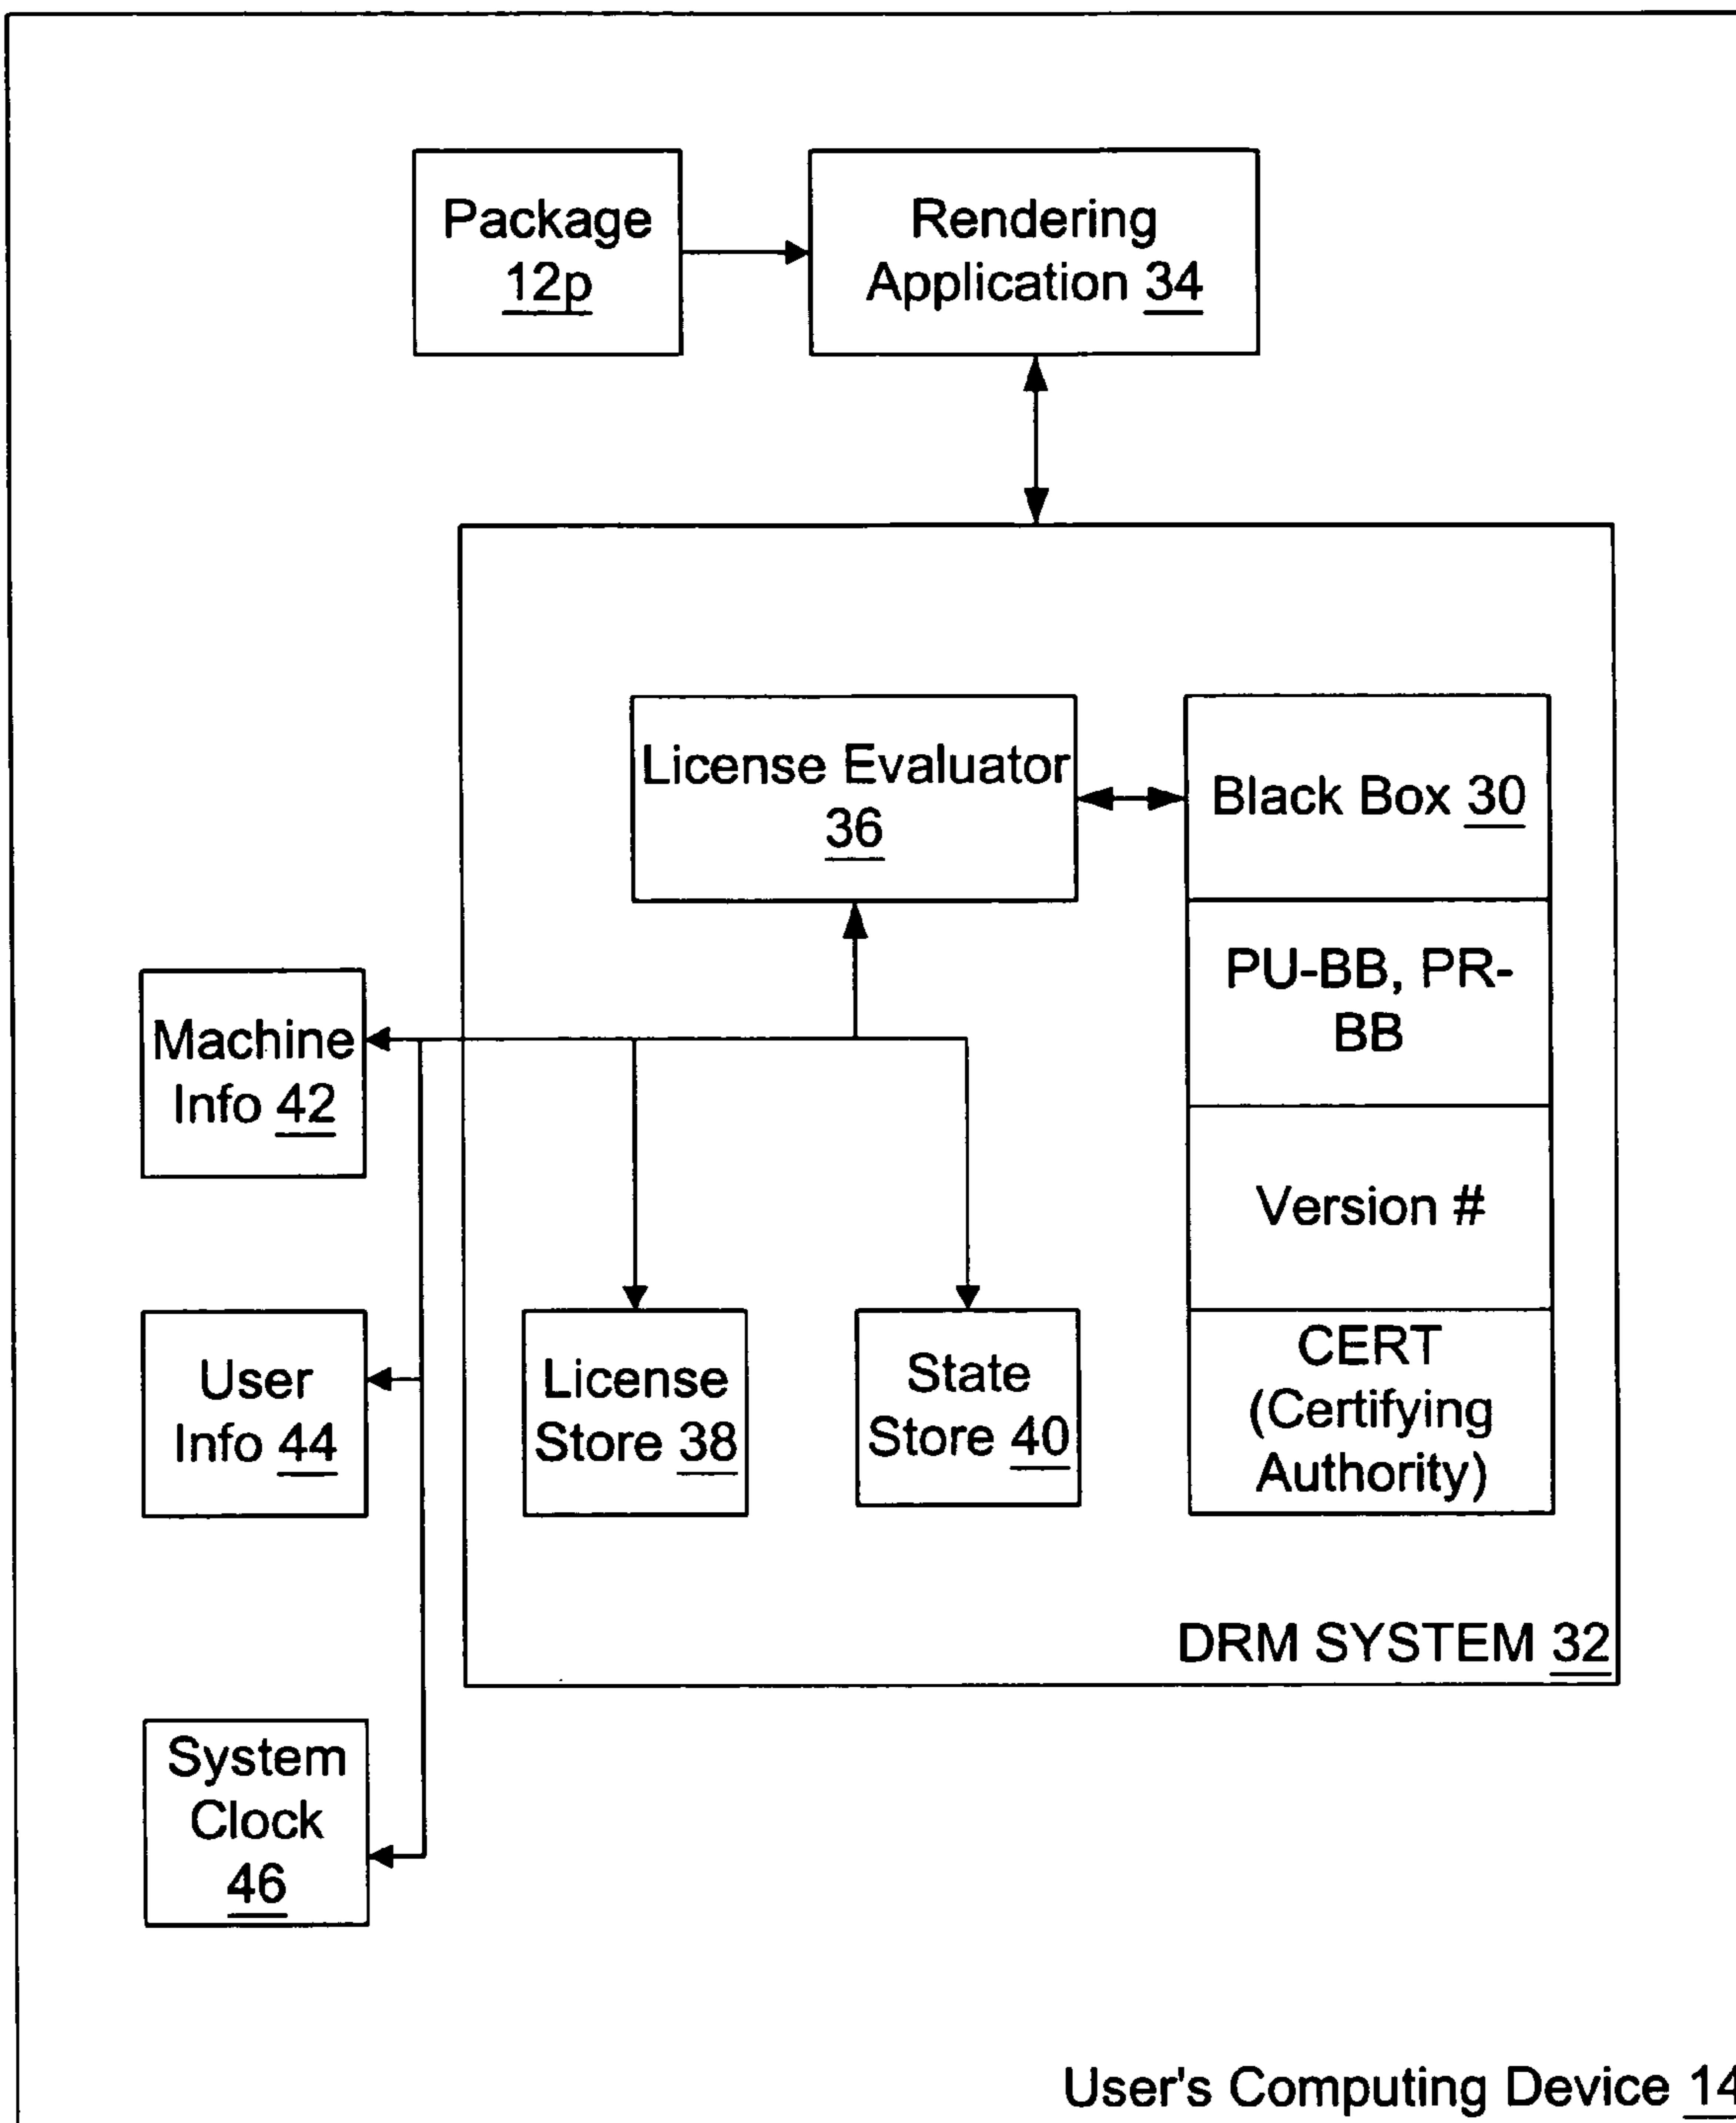 Package
12p
Rendering
Application 34
License Evaluator
36
Black Box 30
PU-BB, PR-
BB
Version #
CERT
(Certifying
Authority)
Machine
Info 42
User
Info 44
License
Store 38
State
Store 40
DRM SYSTEM 32
System
Clock
46
User's Computing Device 14